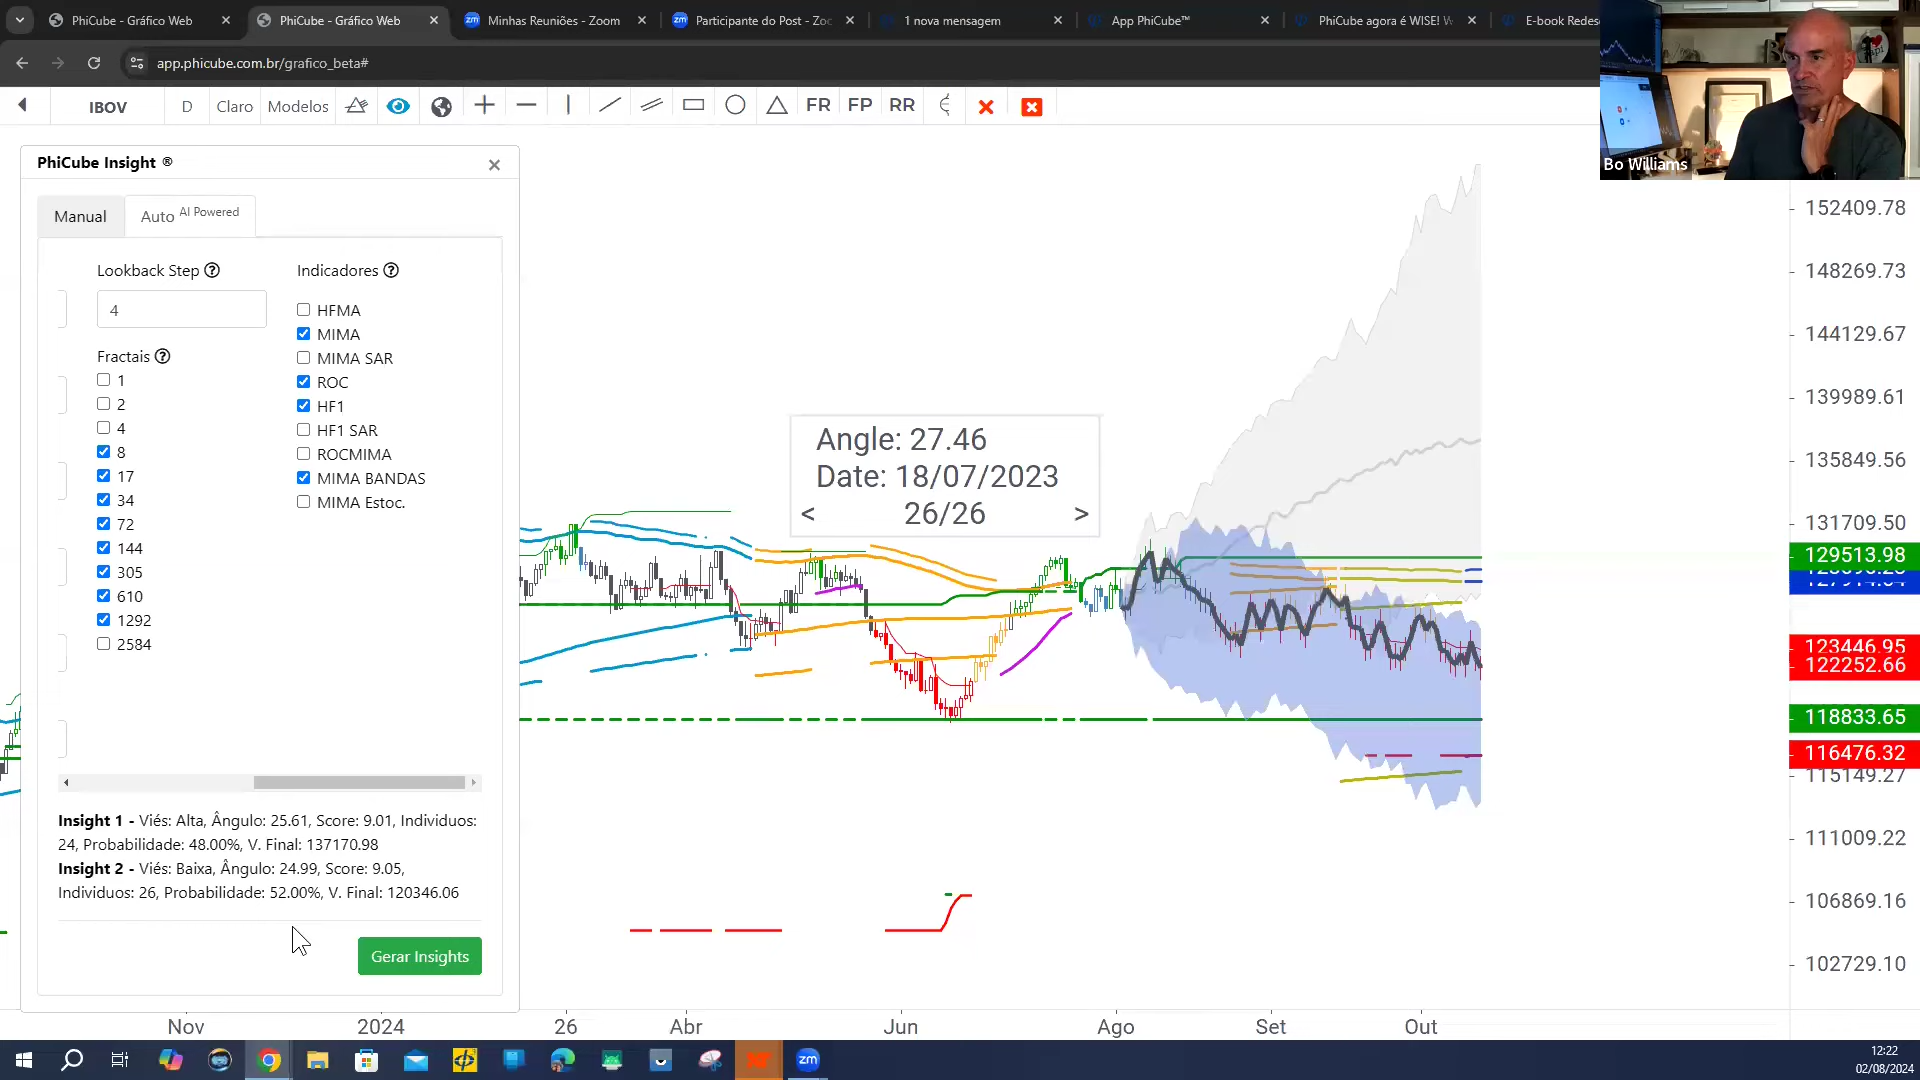 PhiCube - Gráfico Web
PhiCube - Gráfico Web
Minhas Reuniões - Zoom
Participante do Post - Zoo
1 nova mensagem
App PhiCube™
PhiCube agora é WISE! W
E-book Redes
app.phicube.com.br/grafico_beta#
IBOV
D
Claro
Modelos
FR
FP
RR
Bo Williams
PhiCube Insight ®
Manual
Auto AI Powered
Lookback Step
4
Fractais
1
2
4
8
17
34
72
144
305
610
1292
2584
Indicadores
HFMA
MIMA
MIMA SAR
ROC
HF1
HF1 SAR
ROCMIMA
MIMA BANDAS
MIMA Estoc.
Insight 1 - Viés: Alta, Ângulo: 25.61, Score: 9.01, Individuos:
24, Probabilidade: 48.00%, V. Final: 137170.98
Insight 2 - Viés: Baixa, Ângulo: 24.99, Score: 9.05,
Individuos: 26, Probabilidade: 52.00%, V. Final: 120346.06
Gerar Insights
Angle: 27.46
Date: 18/07/2023
< 26/26 >
152409.78
148269.73
144129.67
139989.61
135849.56
131709.50
129513.98
123446.95
122252.66
118833.65
116476.32
115149.27
111009.22
106869.16
102729.10
Nov
2024
26
Abr
Jun
Ago
Set
Out
zm
12:22
02/08/2024